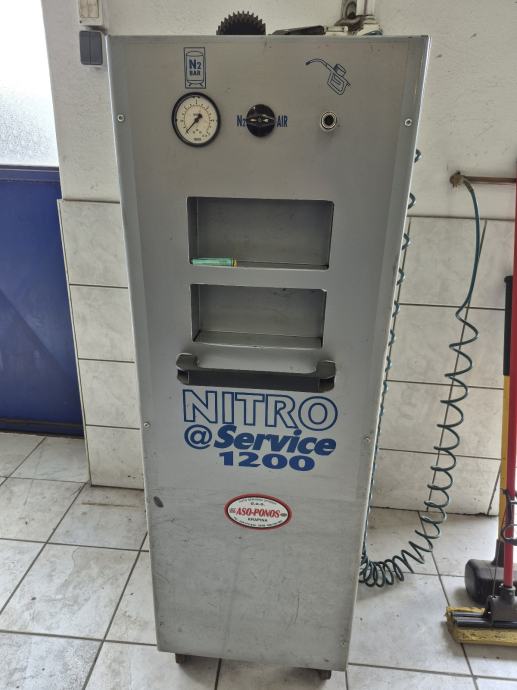 N2
BAR
N2 AIR
NITRO
@Service
1200
d.o.o.
ASO-PONOS
KRAPINA